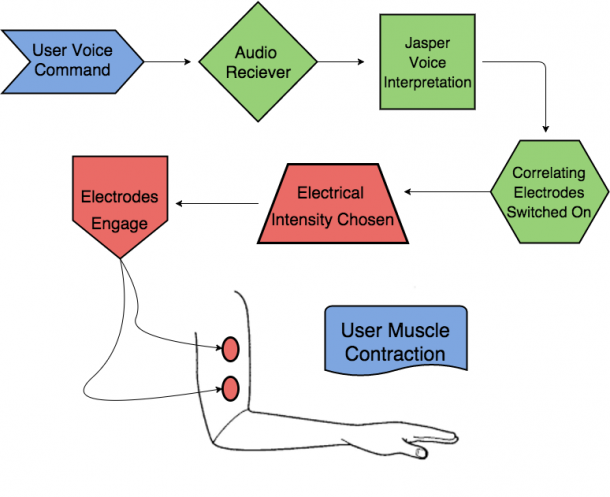 User Voice
Command
Audio
Reciever
Jasper
Voice
Interpretation
Correlating
Electrodes
Switched On
Electrical
Intensity Chosen
Electrodes
Engage
User Muscle
Contraction